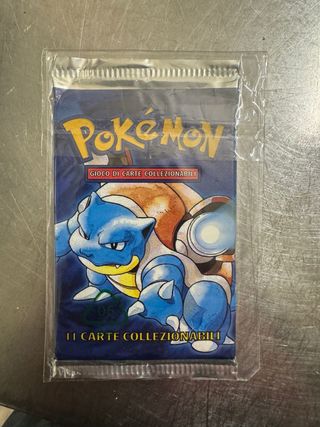 POKéMON
GIOCO DI CARTE COLLEZIONABILI
11 CARTE COLLEZIONABILI